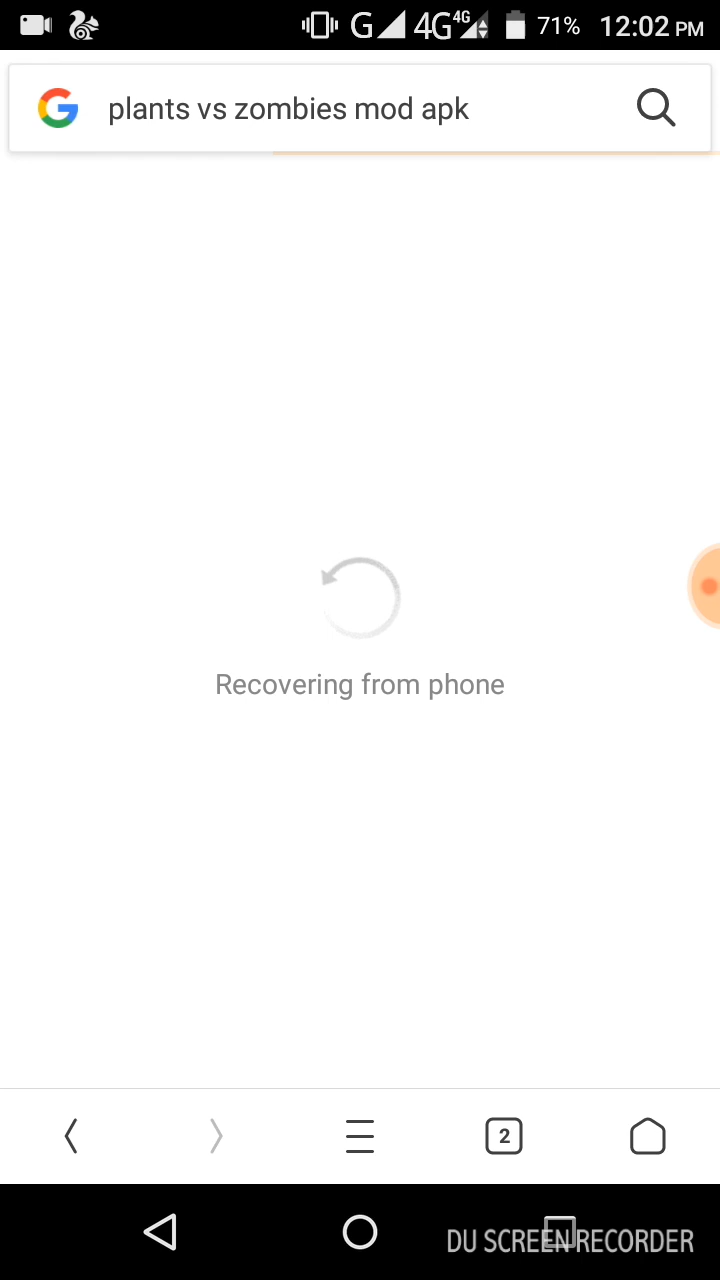 G 4G 4G 71% 12:02 PM
plants vs zombies mod apk
Recovering from phone
2
DU SCREEN RECORDER